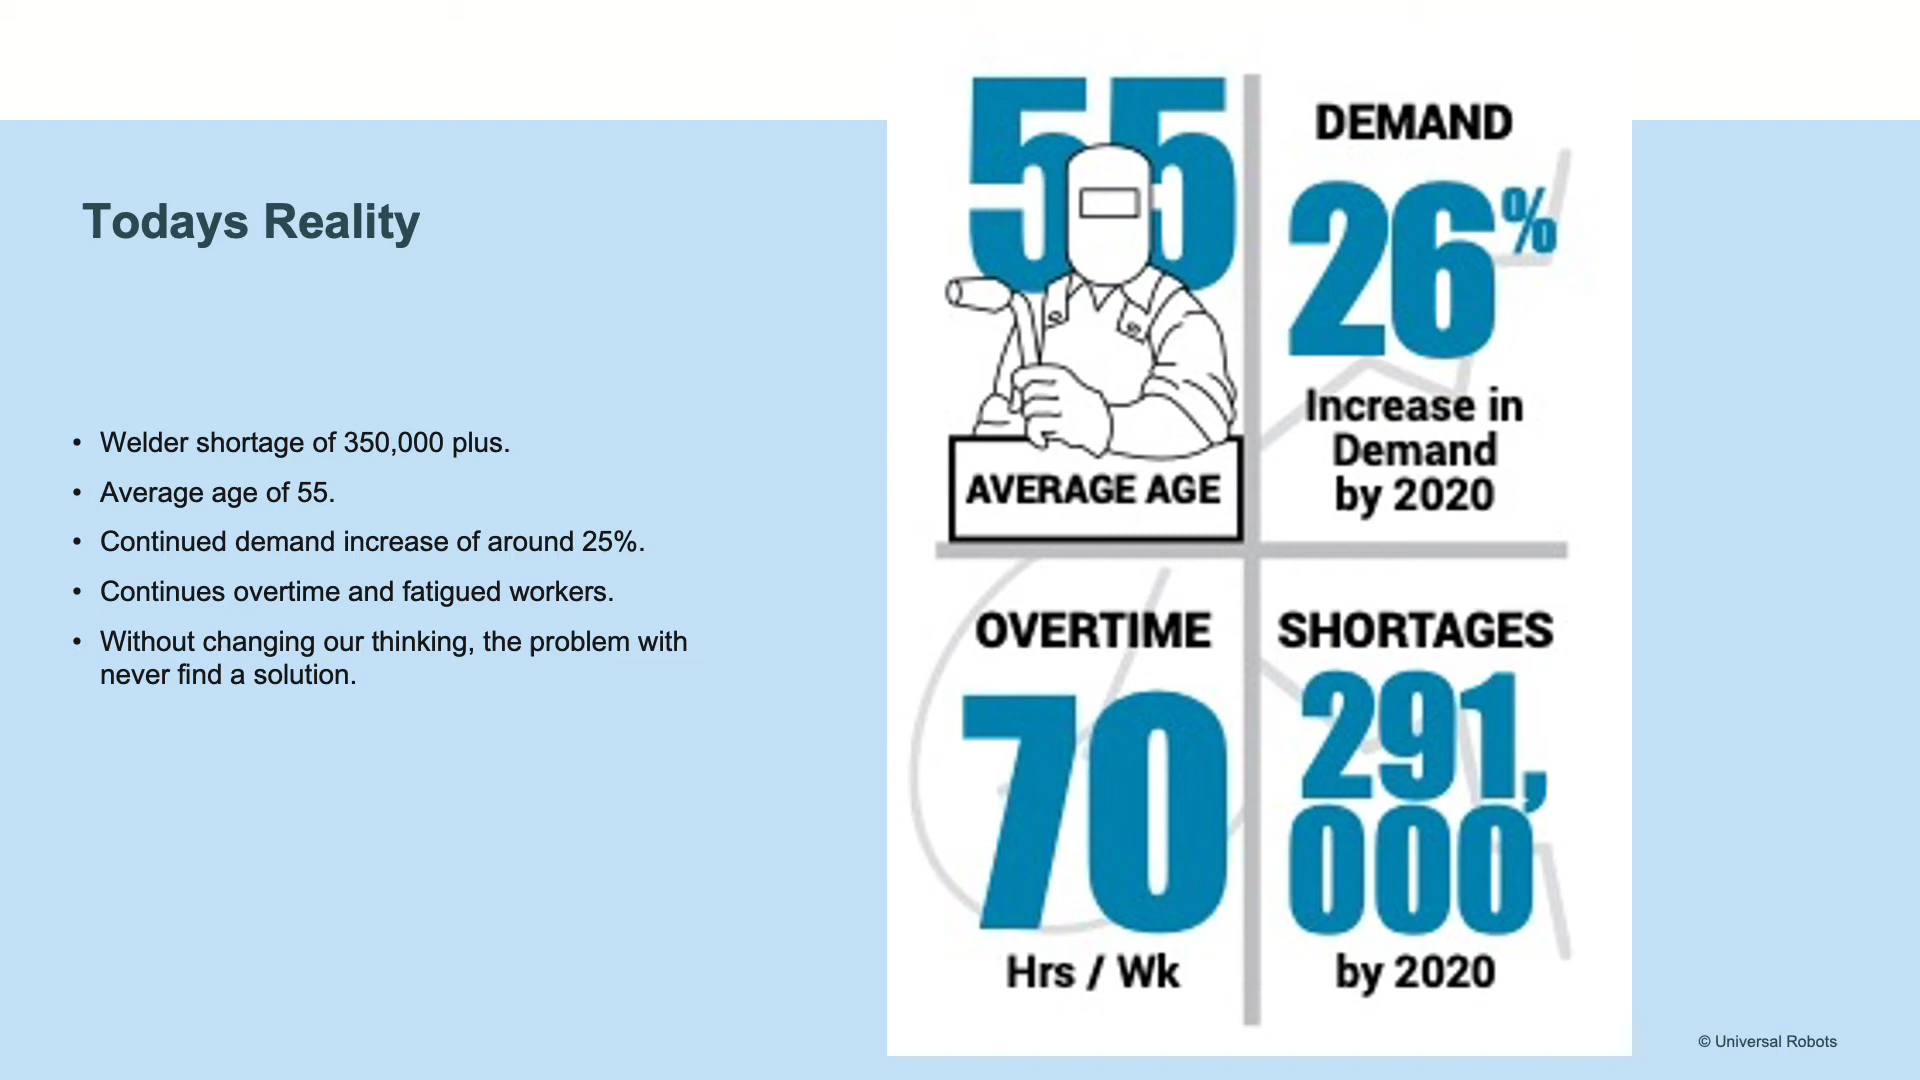 Todays Reality
• Welder shortage of 350,000 plus.
• Average age of 55.
• Continued demand increase of around 25%.
• Continues overtime and fatigued workers.
• Without changing our thinking, the problem with
never find a solution.
55
AVERAGE AGE
DEMAND
26%
Increase in
Demand
by 2020
OVERTIME
70
Hrs / Wk
SHORTAGES
291,
000
by 2020
© Universal Robots